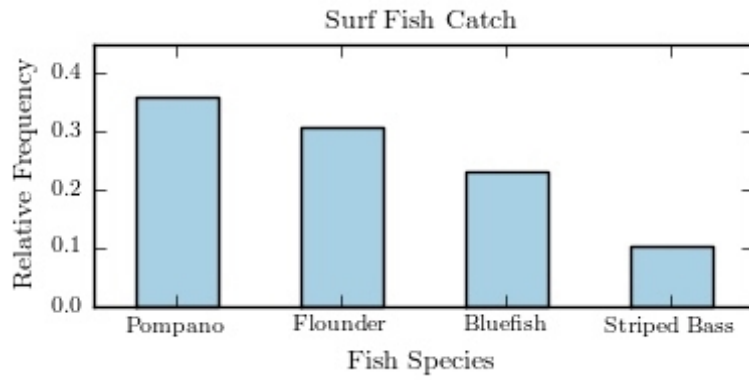 Surf Fish Catch
Relative Frequency
0.4
0.3
0.2
0.1
0.0
Pompano Flounder Bluefish Striped Bass
Fish Species